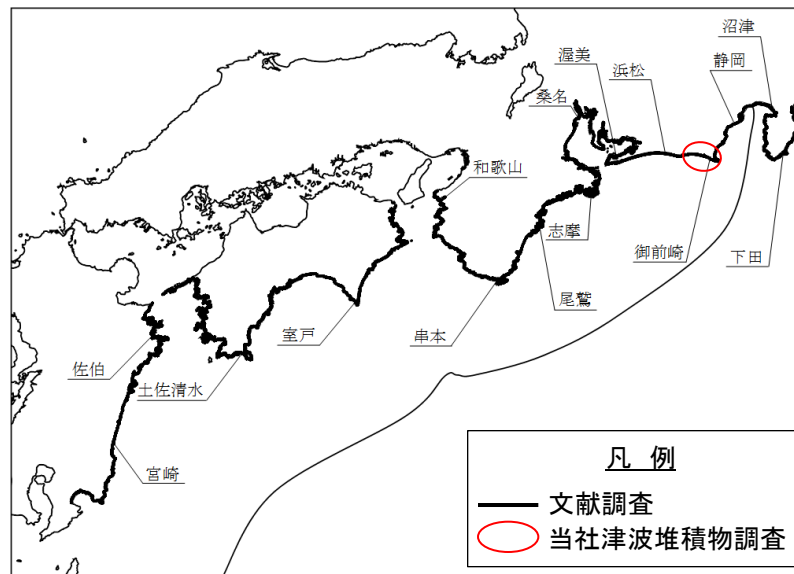 沼津
静岡
浜松
渥美
桑名
和歌山
志摩
御前崎
下田
尾鷲
串本
室戸
土佐清水
佐伯
宮崎
凡 例
文献調査
当社津波堆積物調査